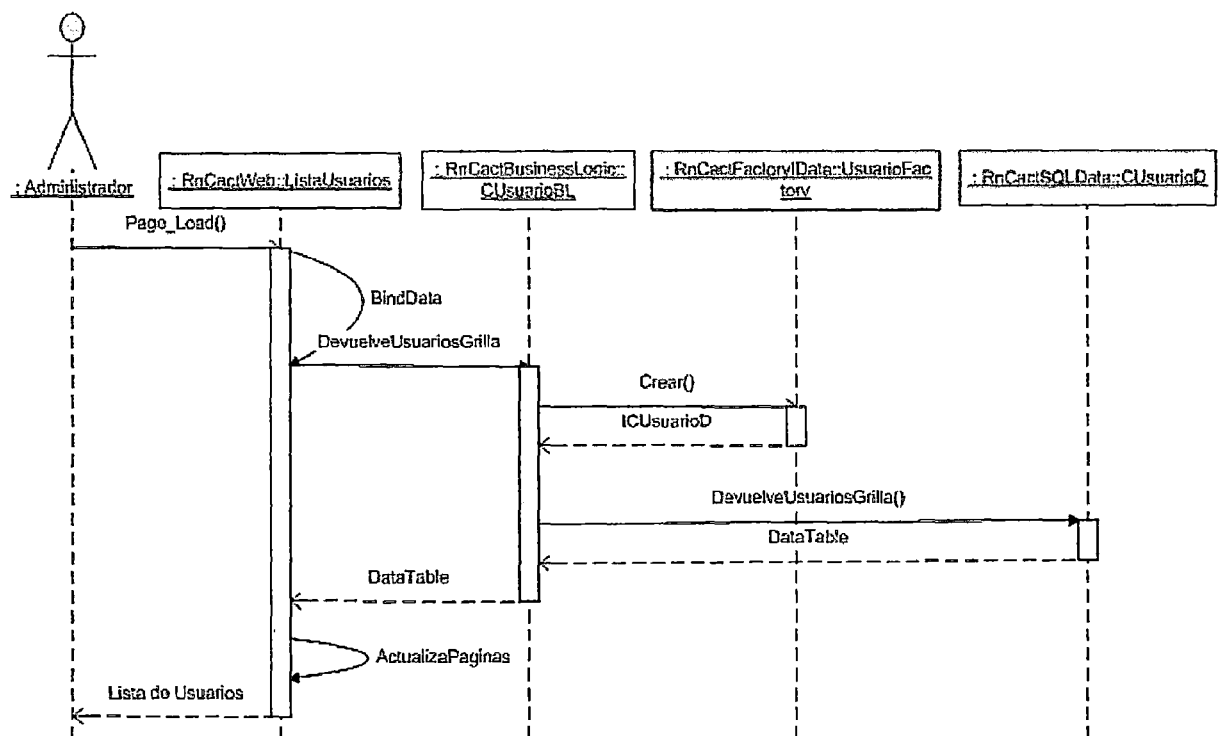 : Administrador
: RnCactWeb::ListaUsuarios
: RnCactBusinessLogic::
CUsuarioBL
: RnCactFactoryIData::UsuarioFac
tory
: RnCactSQLData::CUsuarioD
Page_Load()
BindData
DevuelveUsuariosGrilla
Crear()
ICUsuarioD
DevuelveUsuariosGrilla()
DataTable
DataTable
ActualizaPaginas
Lista de Usuarios